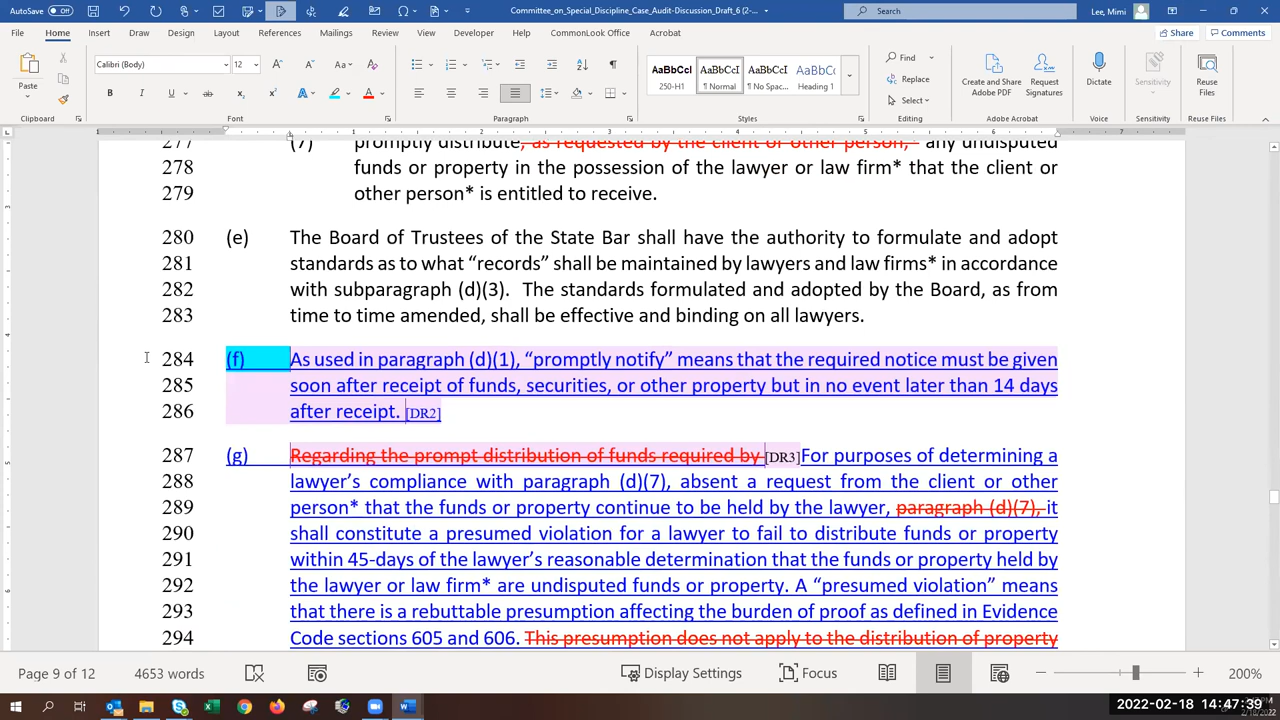 AutoSave Off
Committee_on_Special_Discipline_Case_Audit-Discussion_Draft_6 (2-...
Search
Lee, Mimi
File Home Insert Draw Design Layout References Mailings Review View Developer Help CommonLook Office Acrobat Share Comments
Paste
Clipboard
Calibri (Body) 12
Font
Paragraph
AaBbCcI AaBbCcI AaBbCcI AaBbCcI
250-H1 ¶ Normal ¶ No Spac... Heading 1
Styles
Find
Replace
Select
Editing
Create and Share Adobe PDF
Request Signatures
Adobe Acrobat
Dictate
Voice
Sensitivity
Sensitivity
Reuse Files
Reuse Files
1 1 2 3 4 5 6 7
277 (7) promptly distribute, as requested by the client or other person,* any undisputed
278 funds or property in the possession of the lawyer or law firm* that the client or
279 other person* is entitled to receive.
280 (e) The Board of Trustees of the State Bar shall have the authority to formulate and adopt
281 standards as to what “records” shall be maintained by lawyers and law firms* in accordance
282 with subparagraph (d)(3). The standards formulated and adopted by the Board, as from
283 time to time amended, shall be effective and binding on all lawyers.
284 (f) As used in paragraph (d)(1), “promptly notify” means that the required notice must be given
285 soon after receipt of funds, securities, or other property but in no event later than 14 days
286 after receipt. [DR2]
287 (g) Regarding the prompt distribution of funds required by [DR3]For purposes of determining a
288 lawyer’s compliance with paragraph (d)(7), absent a request from the client or other
289 person* that the funds or property continue to be held by the lawyer, paragraph (d)(7), it
290 shall constitute a presumed violation for a lawyer to fail to distribute funds or property
291 within 45-days of the lawyer’s reasonable determination that the funds or property held by
292 the lawyer or law firm* are undisputed funds or property. A “presumed violation” means
293 that there is a rebuttable presumption affecting the burden of proof as defined in Evidence
294 Code sections 605 and 606. This presumption does not apply to the distribution of property
Page 9 of 12 4653 words Display Settings Focus 200%
2022-02-18 14:47:39